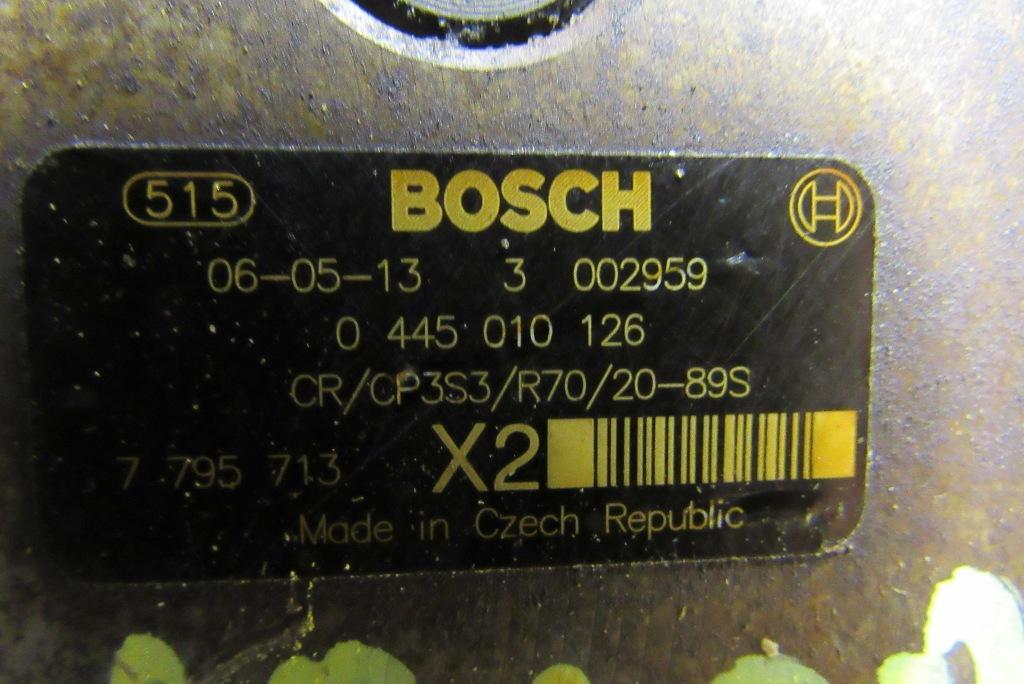 515 BOSCH
06-05-13 3 002959
0 445 010 126
CR/CP3S3/R70/20-89S
7 795 713 X2
Made in Czech Republic